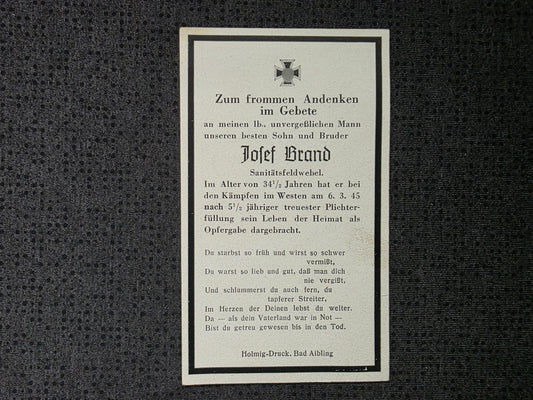 Zum frommen Andenken
im Gebete
an meinen lb., unvergeßlichen Mann
unseren besten Sohn und Bruder
Josef Brand
Sanitätsfeldwebel.
Im Alter von 34½ Jahren hat er bei
den Kämpfen im Westen am 6. 3. 45
nach 5½ jähriger treuester Plichter-
füllung sein Leben der Heimat als
Opfergabe dargebracht.
Du starbst so früh und wirst so schwer
vermißt,
Du warst so lieb und gut, daß man dich
nie vergißt.
Und schlummerst du auch fern, du
tapferer Streiter,
Im Herzen der Deinen lebst du weiter.
Da — als dein Vaterland war in Not —
Bist du getreu gewesen bis in den Tod.
Holmig-Druck, Bad Aibling